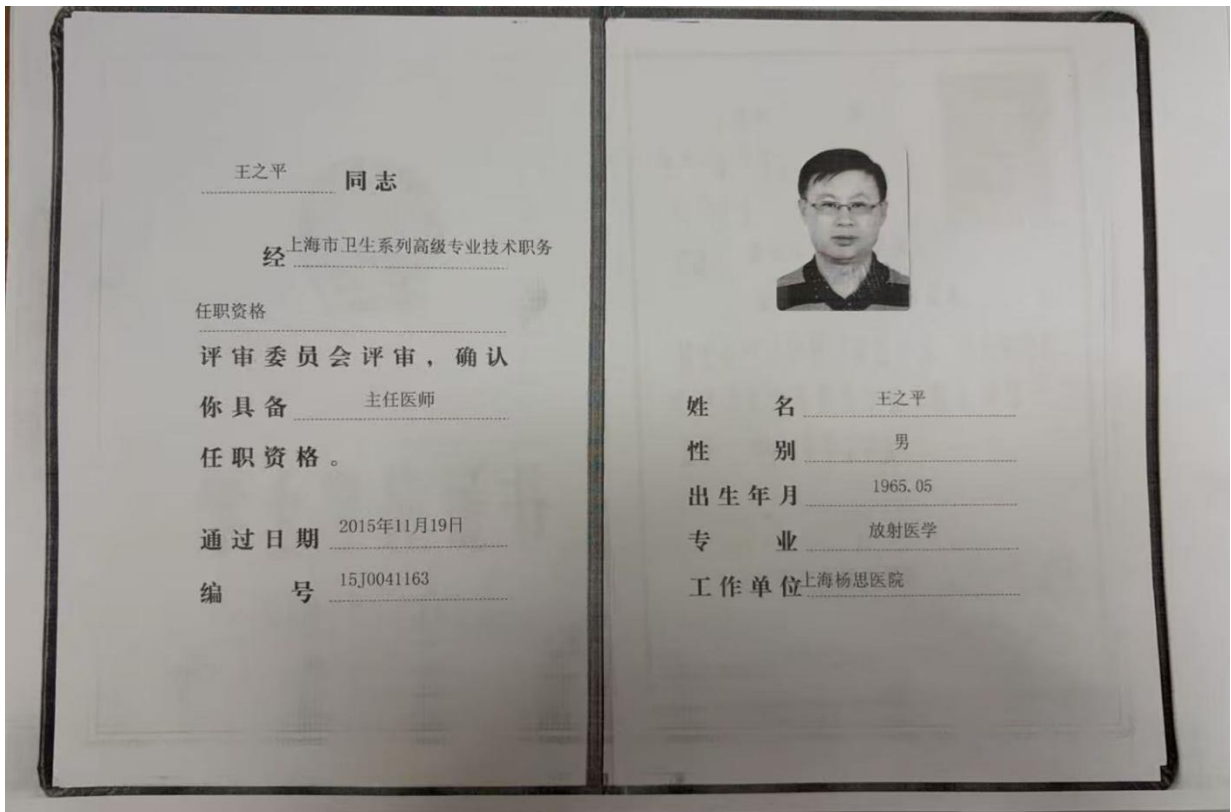 王之平 同志
经 上海市卫生系列高级专业技术职务
任职资格
评审委员会评审，确认
你具备 主任医师
任职资格。
通过日期 2015年11月19日
编 号 15J0041163
姓 名 王之平
性 别 男
出生年月 1965.05
专 业 放射医学
工作单位 上海杨思医院